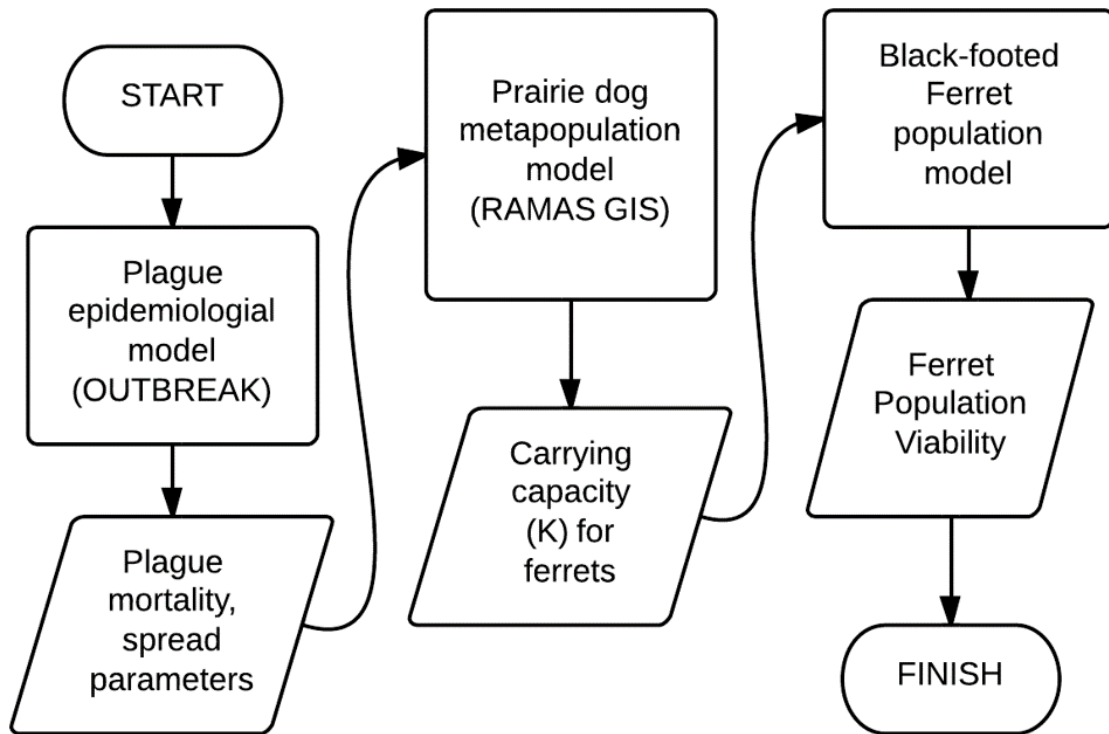 START
Plague
epidemiologial
model
(OUTBREAK)
Plague
mortality,
spread
parameters
Prairie dog
metapopulation
model
(RAMAS GIS)
Carrying
capacity
(K) for
ferrets
Black-footed
Ferret
population
model
Ferret
Population
Viability
FINISH